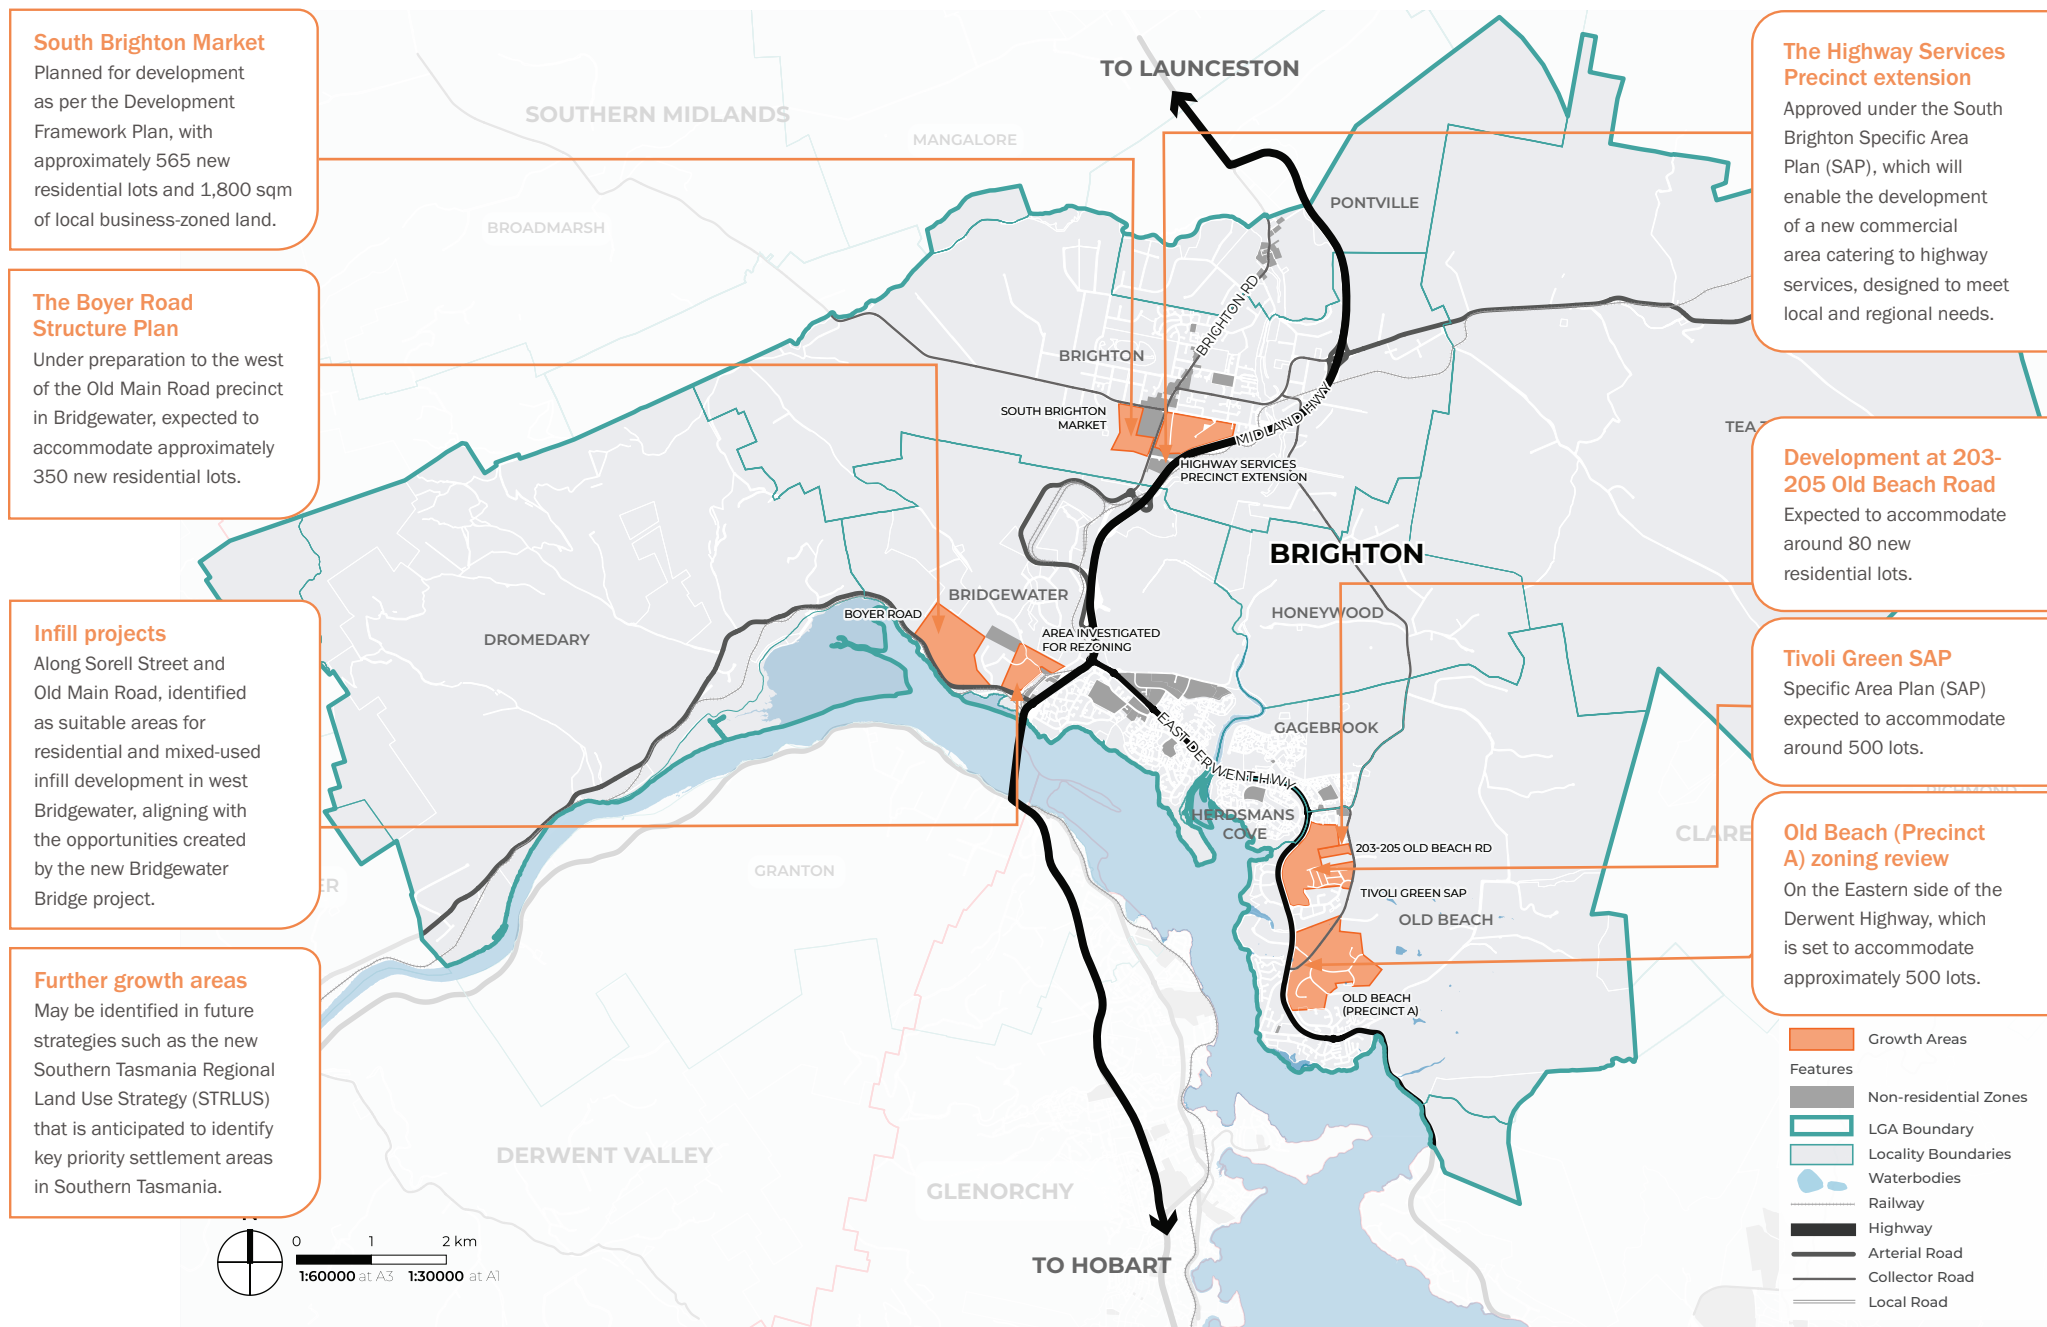 South Brighton Market
Planned for development
as per the Development
Framework Plan, with
approximately 565 new
residential lots and 1,800 sqm
of local business-zoned land.
The Boyer Road
Structure Plan
Under preparation to the west
of the Old Main Road precinct
in Bridgewater, expected to
accommodate approximately
350 new residential lots.
Infill projects
Along Sorell Street and
Old Main Road, identified
as suitable areas for
residential and mixed-used
infill development in west
Bridgewater, aligning with
the opportunities created
by the new Bridgewater
Bridge project.
Further growth areas
May be identified in future
strategies such as the new
Southern Tasmania Regional
Land Use Strategy (STRLUS)
that is anticipated to identify
key priority settlement areas
in Southern Tasmania.
TO LAUNCESTON
SOUTHERN MIDLANDS
MANGALORE
BROADMARSH
PONTVILLE
BRIGHTON RD
BRIGHTON
SOUTH BRIGHTON
MARKET
MIDLAND HWY
HIGHWAY SERVICES
PRECINCT EXTENSION
TEA
BRIGHTON
BRIDGEWATER
HONEYWOOD
BOYER ROAD
DROMEDARY
AREA INVESTIGATED
FOR REZONING
GAGEBROOK
EAST DERWENT HWY
HERDSMANS
COVE
CLARE
203-205 OLD BEACH RD
GRANTON
ER
TIVOLI GREEN SAP
OLD BEACH
OLD BEACH
(PRECINCT A)
DERWENT VALLEY
GLENORCHY
TO HOBART
0 1 2 km
1:60000 at A3 1:30000 at A1
The Highway Services
Precinct extension
Approved under the South
Brighton Specific Area
Plan (SAP), which will
enable the development
of a new commercial
area catering to highway
services, designed to meet
local and regional needs.
Development at 203-
205 Old Beach Road
Expected to accommodate
around 80 new
residential lots.
Tivoli Green SAP
Specific Area Plan (SAP)
expected to accommodate
around 500 lots.
Old Beach (Precinct
A) zoning review
On the Eastern side of the
Derwent Highway, which
is set to accommodate
approximately 500 lots.
Growth Areas
Features
Non-residential Zones
LGA Boundary
Locality Boundaries
Waterbodies
Railway
Highway
Arterial Road
Collector Road
Local Road